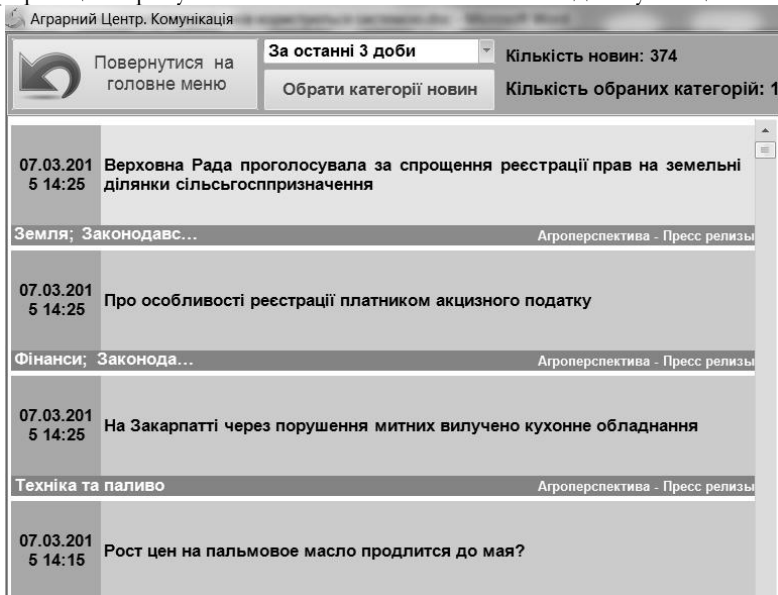 Аграрний Центр. Комунікація
Повернутися на
головне меню
За останні 3 доби
Обрати категорії новин
Кількість новин: 374
Кількість обраних категорій: 1
07.03.201
5 14:25
Верховна Рада проголосувала за спрощення реєстрації прав на земельні
ділянки сільсьгосппризначення
Земля; Законодавс...
Агроперспектива - Пресс релизы
07.03.201
5 14:25
Про особливості реєстрації платником акцизного податку
Фінанси; Законода...
Агроперспектива - Пресс релизы
07.03.201
5 14:25
На Закарпатті через порушення митних вилучено кухонне обладнання
Техніка та паливо
Агроперспектива - Пресс релизы
07.03.201
5 14:15
Рост цен на пальмовое масло продлится до мая?